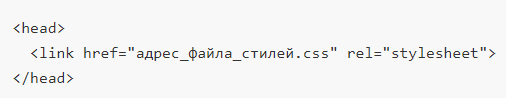 <head>
  <link href="адрес_файла_стилей.css" rel="stylesheet">
</head>